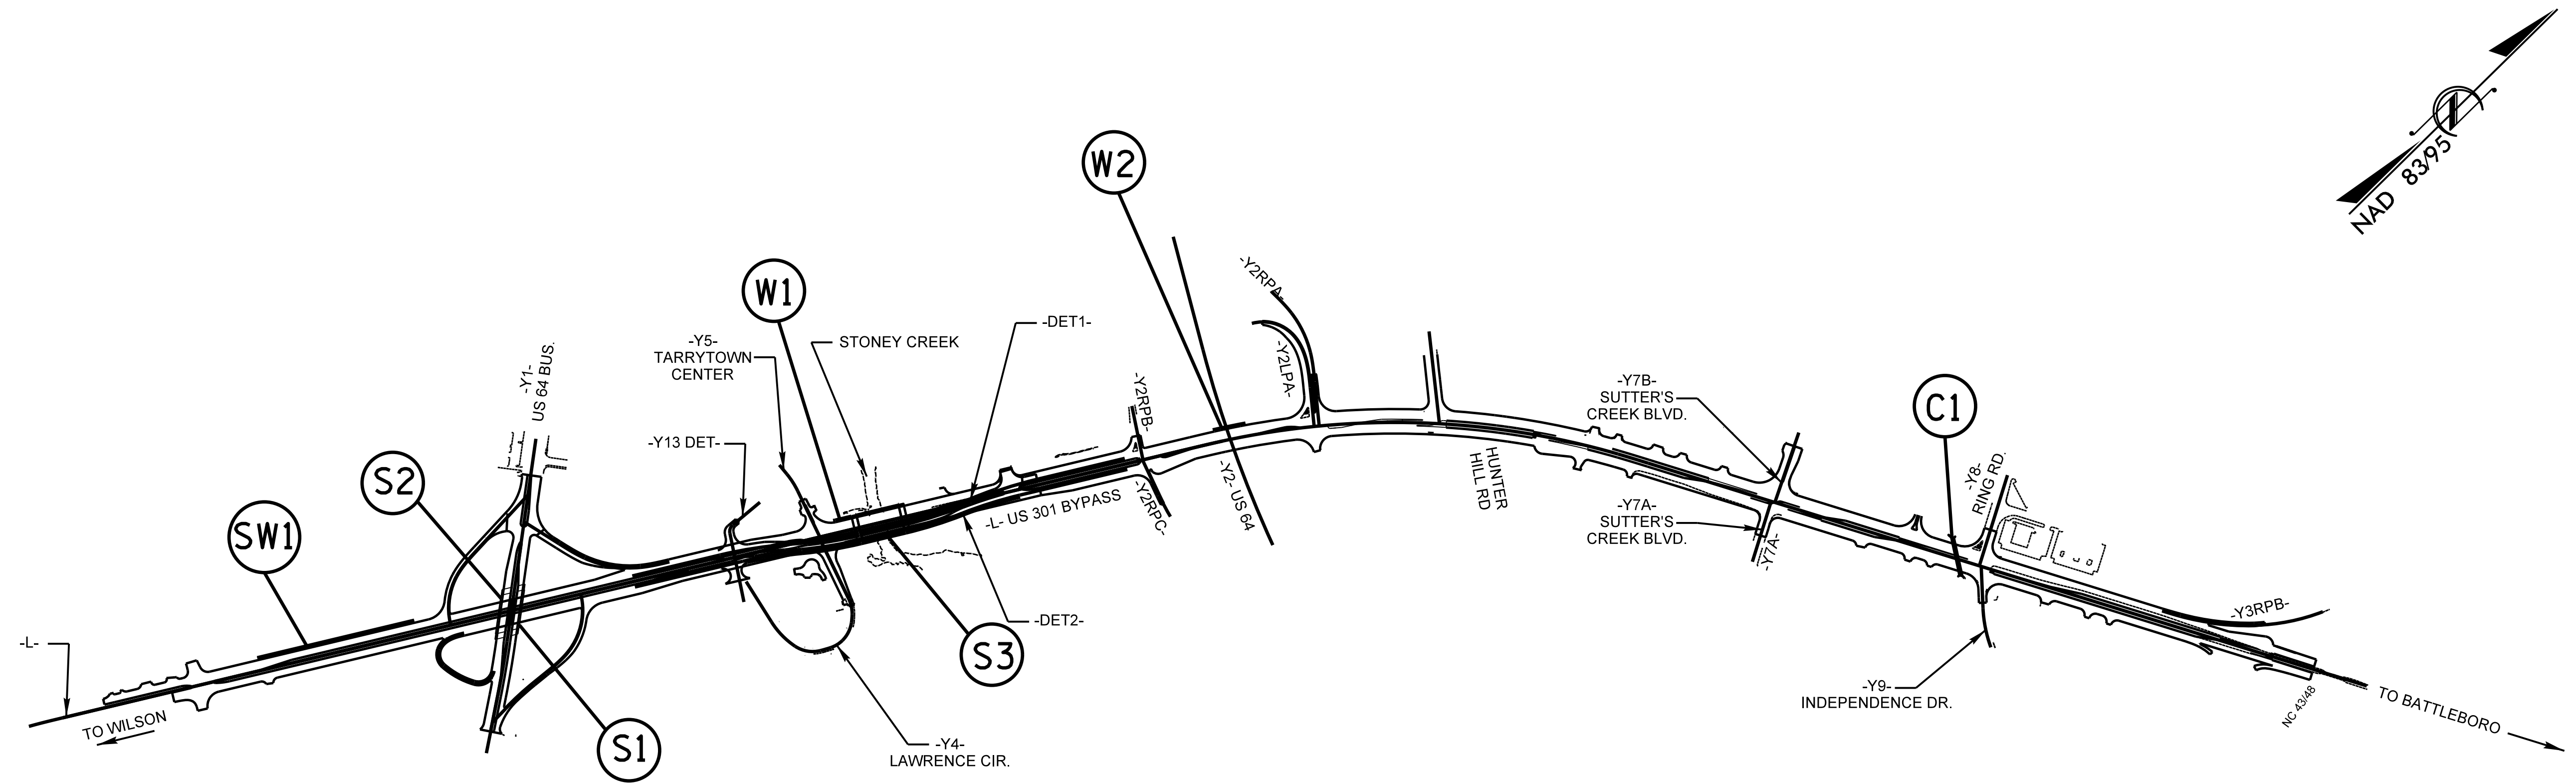 NAD 83/95
W2
-Y2RPA-
W1
-DET1-
-Y5-
TARRYTOWN
CENTER
STONEY CREEK
-Y1-
US 64 BUS.
-Y2LPA-
-Y2RPB-
-Y7B-
SUTTER'S
CREEK BLVD.
C1
-Y13 DET-
S2
-Y2- US 64
HUNTER
HILL RD
-Y8-
RING RD.
-L- US 301 BYPASS
-Y2RPC-
-Y7A-
SUTTER'S
CREEK BLVD.
-Y7A-
SW1
-L-
-DET2-
S3
-Y3RPB-
-Y9-
INDEPENDENCE DR.
NC 43/48
TO BATTLEBORO
TO WILSON
S1
-Y4-
LAWRENCE CIR.